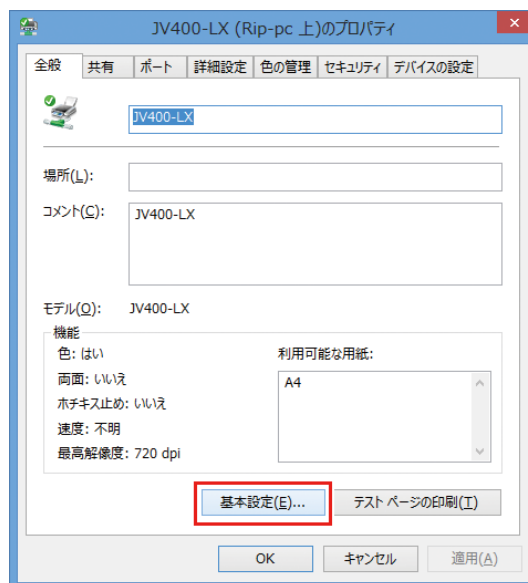 JV400-LX (Rip-pc 上)のプロパティ
全般 共有 ポート 詳細設定 色の管理 セキュリティ デバイスの設定
JV400-LX
場所(L):
コメント(C): JV400-LX
モデル(O): JV400-LX
機能
色: はい 利用可能な用紙:
両面: いいえ A4
ホチキス止め: いいえ
速度: 不明
最高解像度: 720 dpi
基本設定(E)... テスト ページの印刷(T)
OK キャンセル 適用(A)